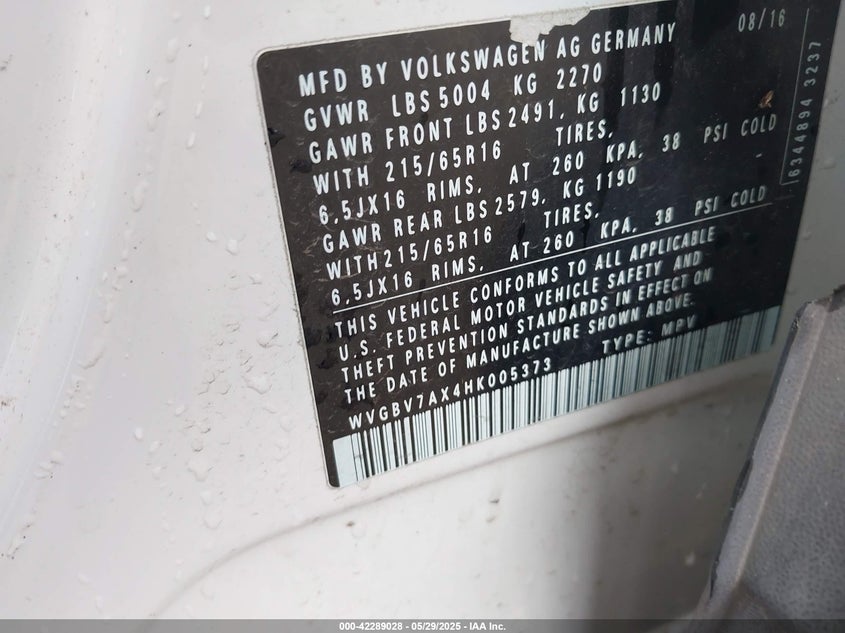 MFD BY VOLKSWAGEN AG GERMANY 08/16
GVWR LBS 5004 KG 2270
GAWR FRONT LBS 2491, KG 1130
WITH 215/65R16 TIRES,
6,5JX16 RIMS, AT 260 KPA, 38 PSI COLD
GAWR REAR LBS 2579, KG 1190 -
WITH 215/65R16 TIRES,
6,5JX16 RIMS, AT 260 KPA, 38 PSI COLD
THIS VEHICLE CONFORMS TO ALL APPLICABLE
U.S. FEDERAL MOTOR VEHICLE SAFETY AND
THEFT PREVENTION STANDARDS IN EFFECT ON
THE DATE OF MANUFACTURE SHOWN ABOVE.
WVGBV7AX4HK005373 TYPE: MPV
6344894 3237
000-42289028 - 05/29/2025 - IAA Inc.